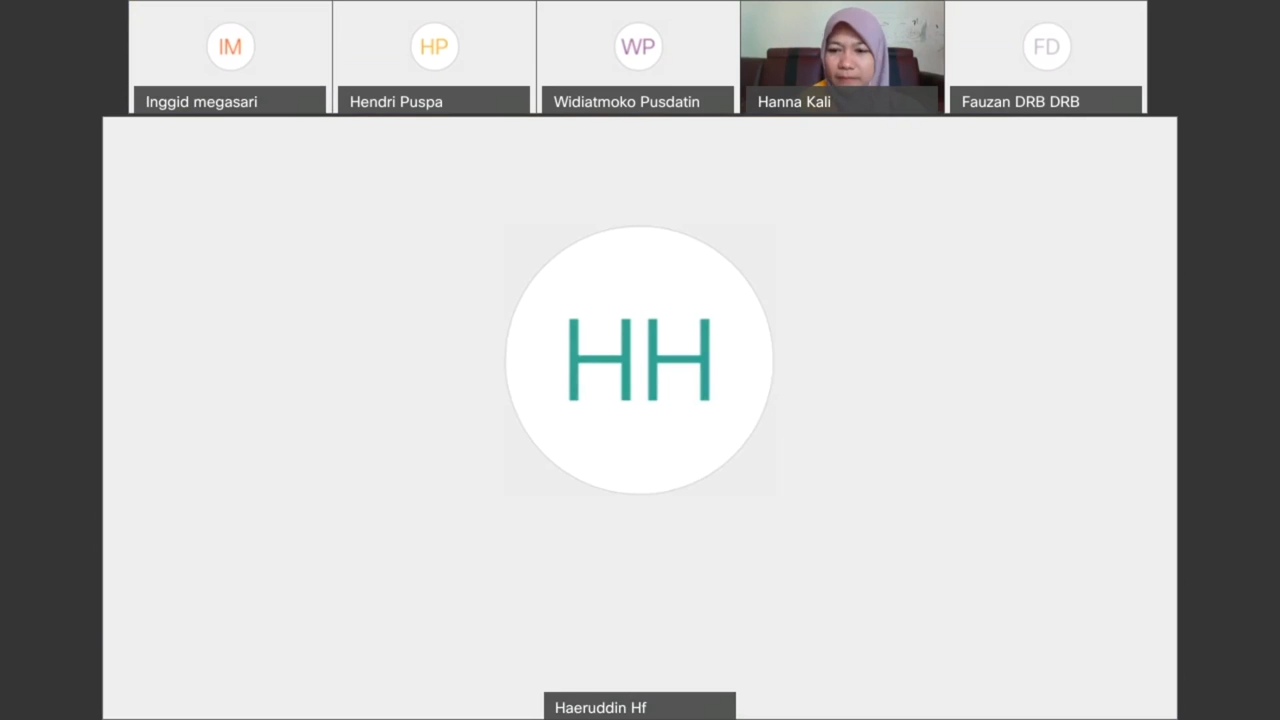 IM
HP
WP
FD
Inggid megasari
Hendri Puspa
Widiatmoko Pusdatin
Hanna Kali
Fauzan DRB DRB
HH
Haeruddin Hf